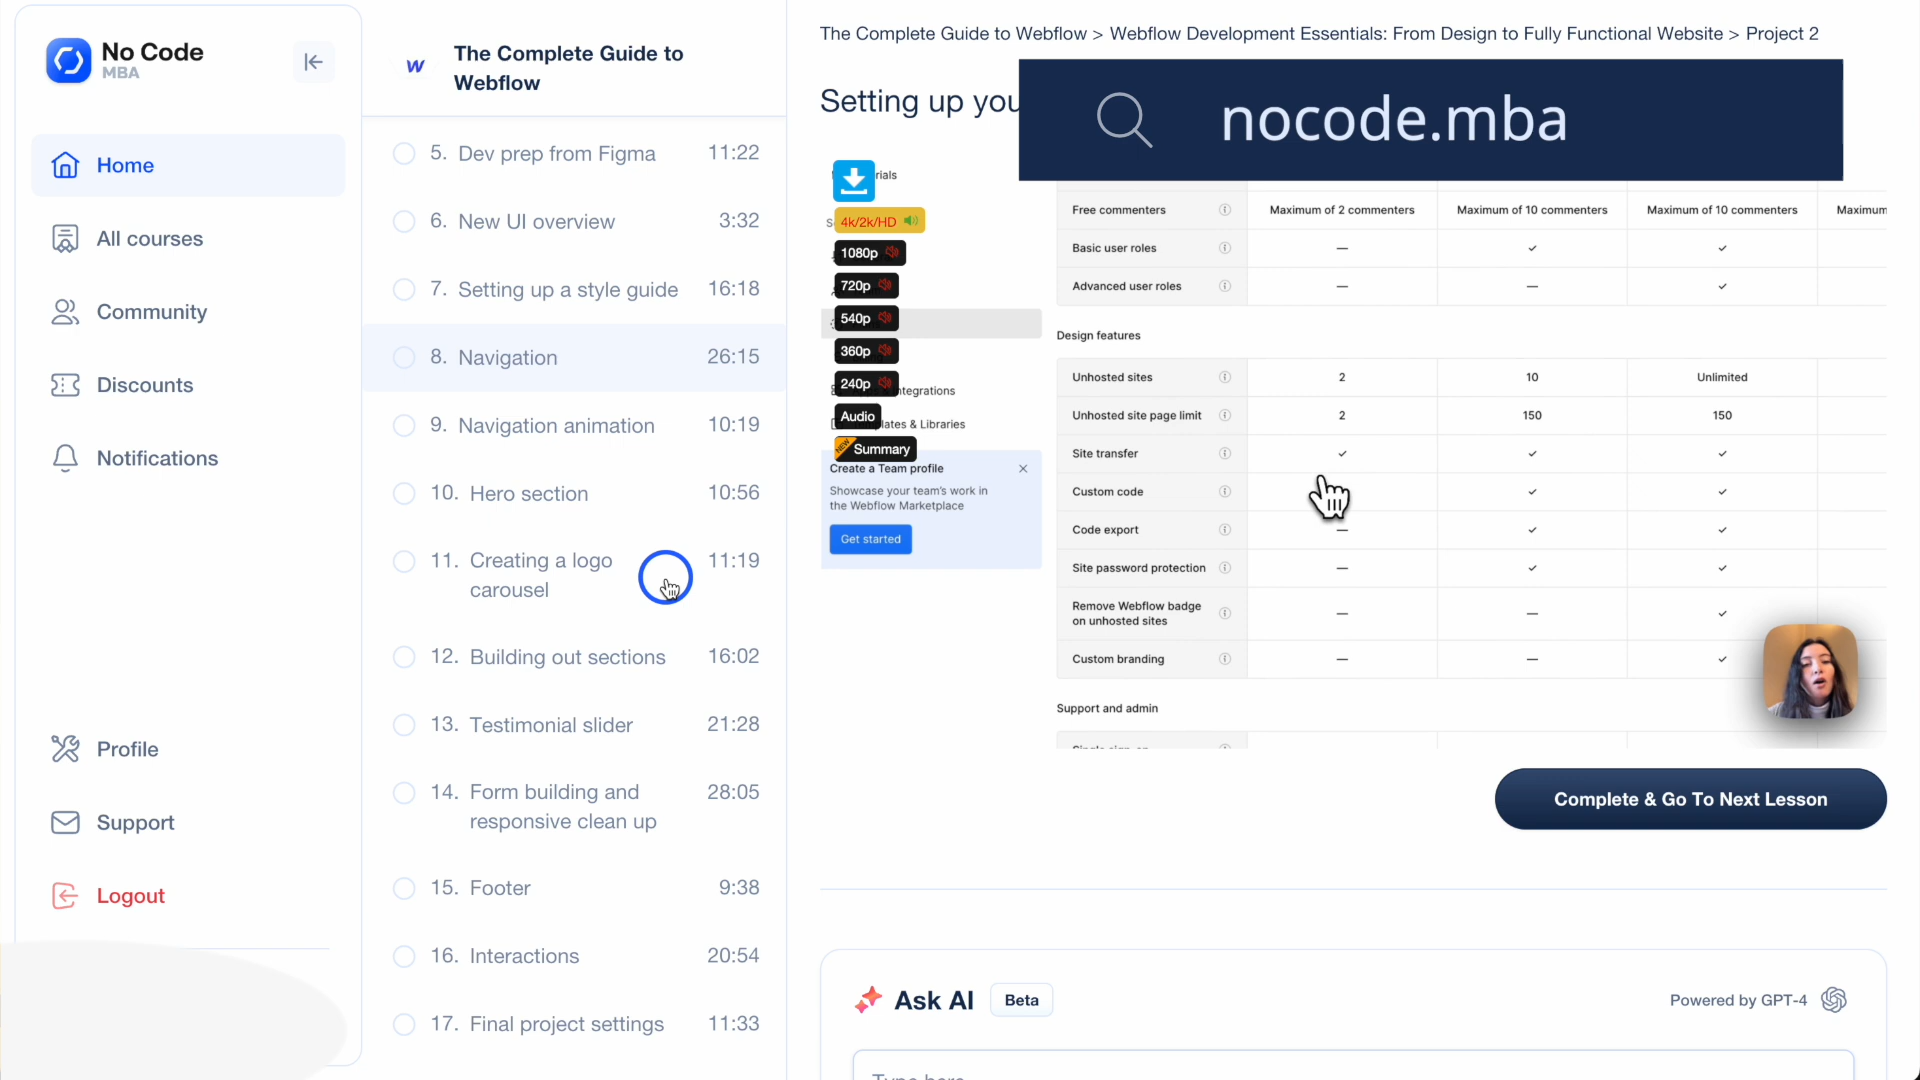 No Code
MBA
Home
All courses
Community
Discounts
Notifications
Profile
Support
Logout
W
The Complete Guide to
Webflow
5. Dev prep from Figma 11:22
6. New UI overview 3:32
7. Setting up a style guide 16:18
8. Navigation 26:15
9. Navigation animation 10:19
10. Hero section 10:56
11. Creating a logo
carousel 11:19
12. Building out sections 16:02
13. Testimonial slider 21:28
14. Form building and
responsive clean up 28:05
15. Footer 9:38
16. Interactions 20:54
17. Final project settings 11:33
The Complete Guide to Webflow > Webflow Development Essentials: From Design to Fully Functional Website > Project 2
Setting up you
nocode.mba
rials
4k/2k/HD
1080p
720p
540p
360p
240p
ntegrations
Audio
lates & Libraries
NEW Summary
Create a Team profile
Showcase your team's work in
the Webflow Marketplace
Get started
Free commenters Maximum of 2 commenters Maximum of 10 commenters Maximum of 10 commenters Maximum
Basic user roles — ✓ ✓
Advanced user roles — — ✓
Design features
Unhosted sites 2 10 Unlimited
Unhosted site page limit 2 150 150
Site transfer ✓ ✓ ✓
Custom code ✓ ✓
Code export — ✓ ✓
Site password protection — ✓ ✓
Remove Webflow badge
on unhosted sites — — ✓
Custom branding — — ✓
Support and admin
Complete & Go To Next Lesson
Ask AI Beta
Powered by GPT-4